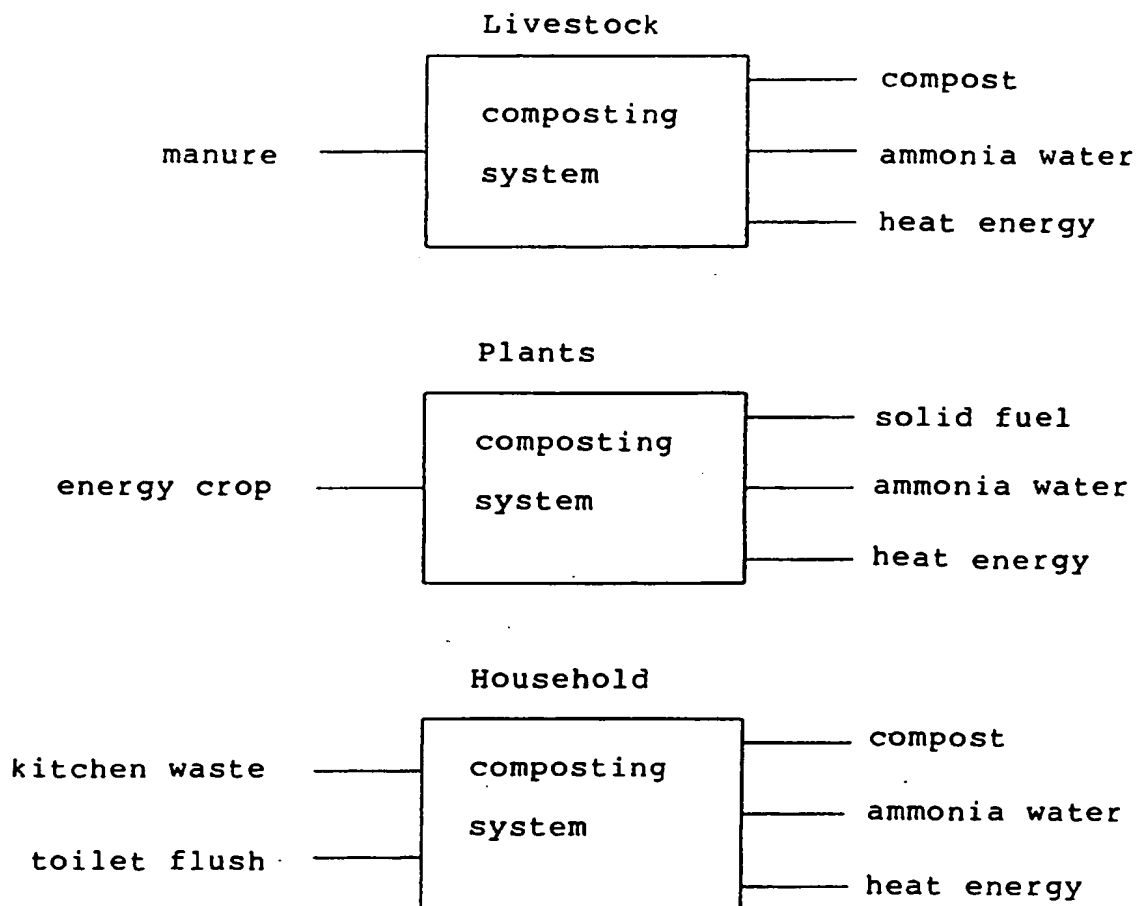 Livestock
compost
composting
manure
ammonia water
system
heat energy
Plants
solid fuel
composting
energy crop
ammonia water
system
heat energy
Household
compost
kitchen waste
composting
ammonia water
system
toilet flush
heat energy